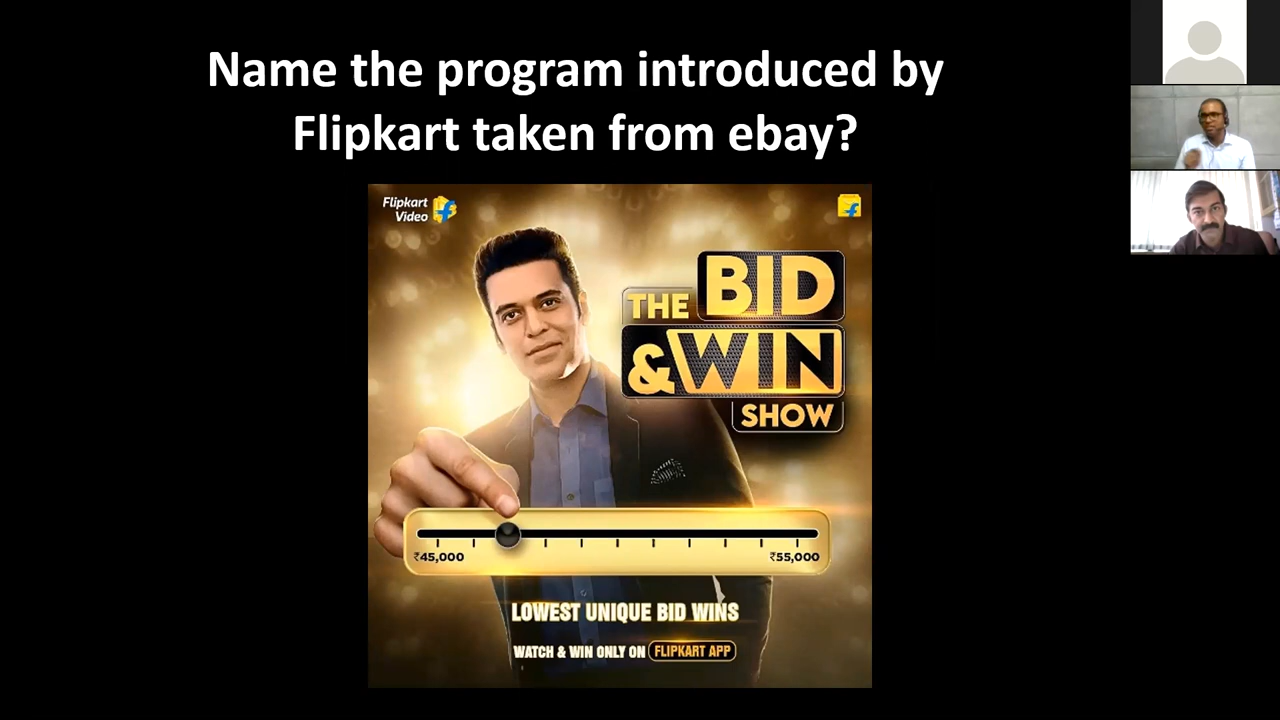 Name the program introduced by
Flipkart taken from ebay?
Flipkart
Video
THE BID
&WIN
SHOW
₹45,000
₹55,000
LOWEST UNIQUE BID WINS
WATCH & WIN ONLY ON FLIPKART APP